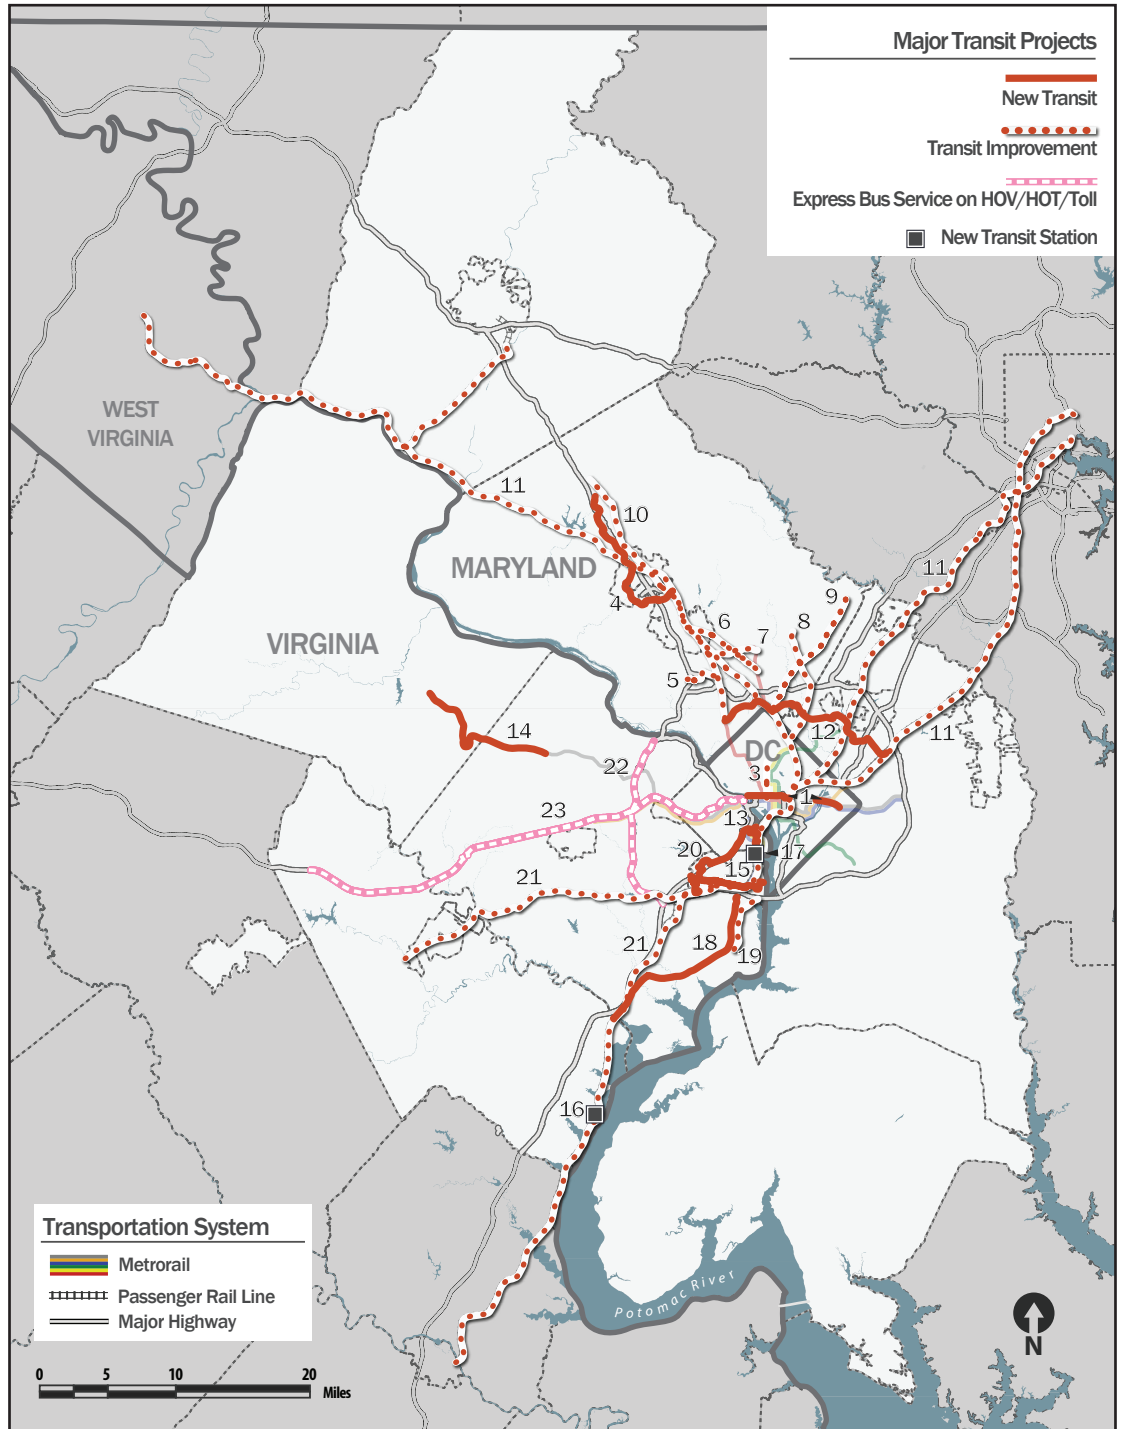 Major Transit Projects
New Transit
Transit Improvement
Express Bus Service on HOV/HOT/Toll
New Transit Station
WEST
VIRGINIA
11
10
MARYLAND
11
4
9
6
8
7
VIRGINIA
5
14
12
11
DC
22
3
1
23
13
20
17
15
21
21
18
19
16
Transportation System
Metrorail
Passenger Rail Line
Major Highway
Potomac River
N
0 5 10 20
Miles